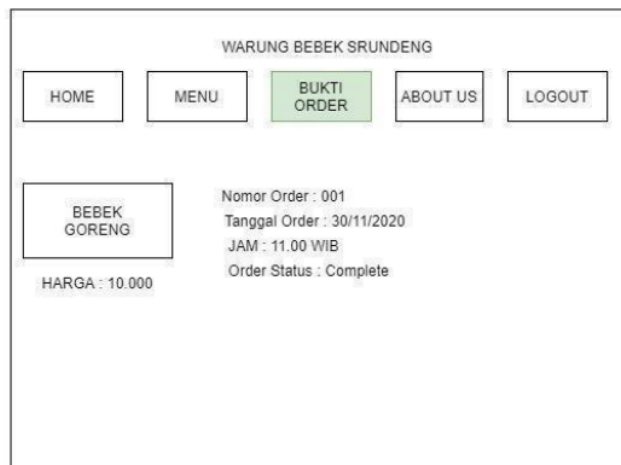 WARUNG BEBEK SRUNDENG
HOME
MENU
BUKTI
ORDER
ABOUT US
LOGOUT
BEBEK
GORENG
HARGA : 10.000
Nomor Order : 001
Tanggal Order : 30/11/2020
JAM : 11.00 WIB
Order Status : Complete